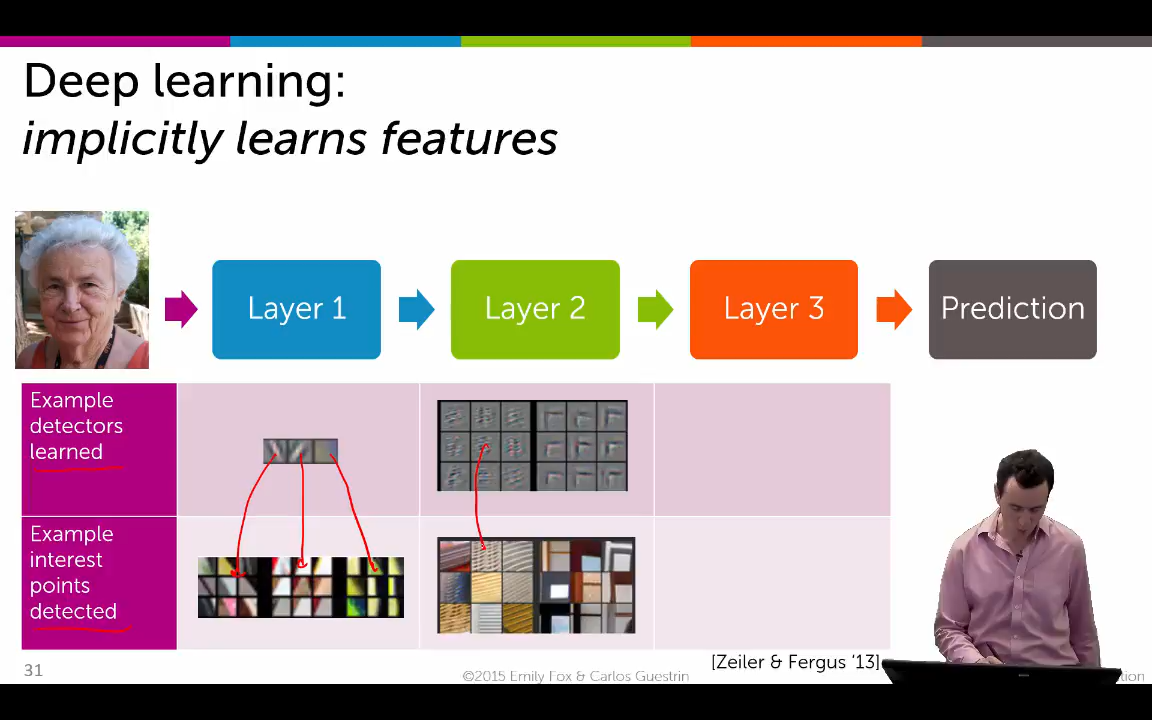 Deep learning:
implicitly learns features
Layer 1
Layer 2
Layer 3
Prediction
Example
detectors
learned
Example
interest
points
detected
[Zeiler & Fergus '13]
31
©2015 Emily Fox & Carlos Guestrin